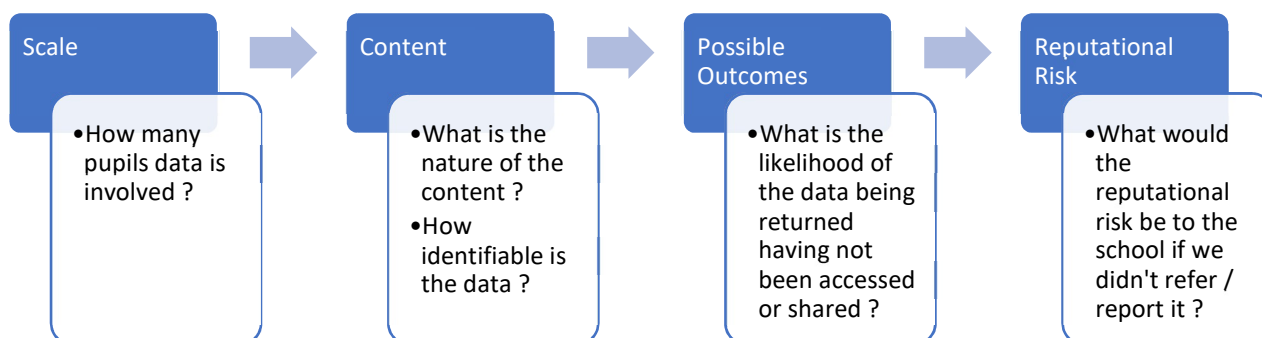 Scale
•How many
pupils data is
involved ?
Content
•What is the
nature of the
content ?
•How
identifiable is
the data ?
Possible
Outcomes
•What is the
likelihood of
the data being
returned
having not
been accessed
or shared ?
Reputational
Risk
•What would
the
reputational
risk be to the
school if we
didn't refer /
report it ?